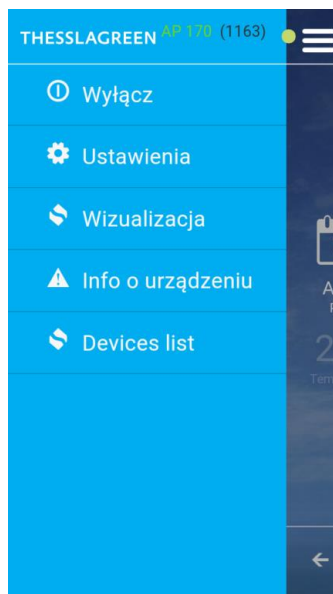 THESSLAGREEN AP 170 (1163)
Wyłącz
Ustawienia
Wizualizacja
Info o urządzeniu
Devices list